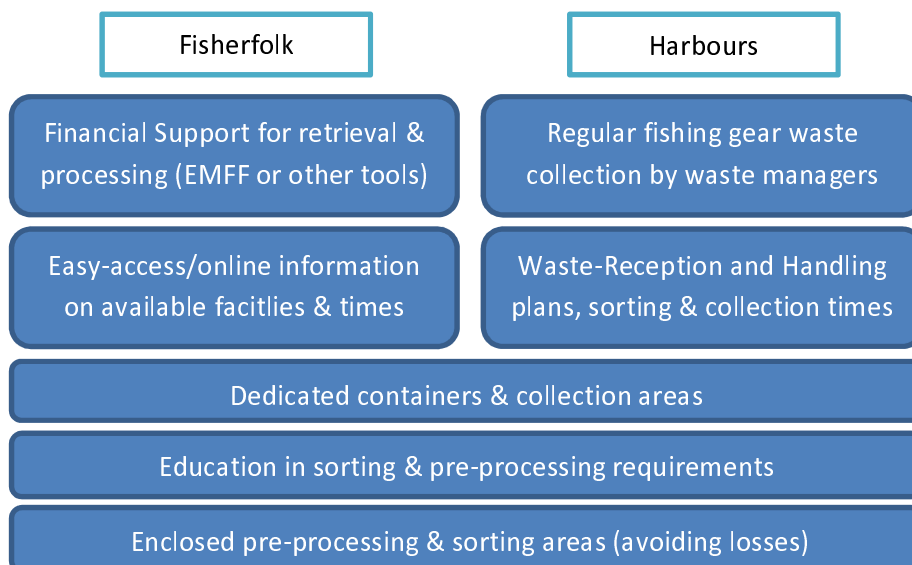 Fisherfolk
Harbours
Financial Support for retrieval &
processing (EMFF or other tools)
Regular fishing gear waste
collection by waste managers
Easy-access/online information
on available facitlies & times
Waste-Reception and Handling
plans, sorting & collection times
Dedicated containers & collection areas
Education in sorting & pre-processing requirements
Enclosed pre-processing & sorting areas (avoiding losses)